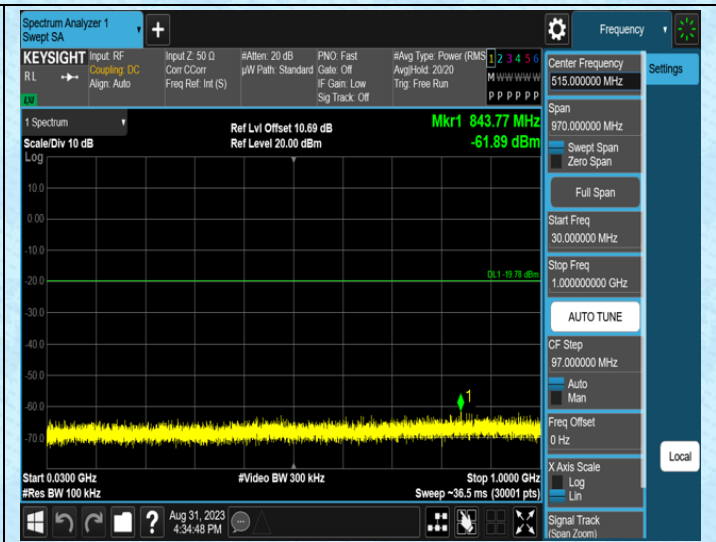 Spectrum Analyzer 1
Swept SA
+
Frequency
KEYSIGHT
RL
LXI
Input: RF
Coupling: DC
Align: Auto
Input Z: 50 Ω
Corr CCorr
Freq Ref: Int (S)
#Atten: 20 dB
µW Path: Standard
PNO: Fast
Gate: Off
IF Gain: Low
Sig Track: Off
#Avg Type: Power (RMS
Avg|Hold: 20/20
Trig: Free Run
1 2 3 4 5 6
M W W W W W
P P P P P P
1 Spectrum
Scale/Div 10 dB
Log
Ref Lvl Offset 10.69 dB
Ref Level 20.00 dBm
Mkr1 843.77 MHz
-61.89 dBm
10.0
0.00
-10.0
-20.0
-30.0
-40.0
-50.0
-60.0
-70.0
DL1 -19.78 dBm
1
Start 0.0300 GHz
#Res BW 100 kHz
#Video BW 300 kHz
Stop 1.0000 GHz
Sweep ~36.5 ms (30001 pts)
Aug 31, 2023
4:34:48 PM
?
Center Frequency
515.000000 MHz
Settings
Span
970.000000 MHz
Swept Span
Zero Span
Full Span
Start Freq
30.000000 MHz
Stop Freq
1.000000000 GHz
AUTO TUNE
CF Step
97.000000 MHz
Auto
Man
Freq Offset
0 Hz
Local
X Axis Scale
Log
Lin
Signal Track
(Span Zoom)